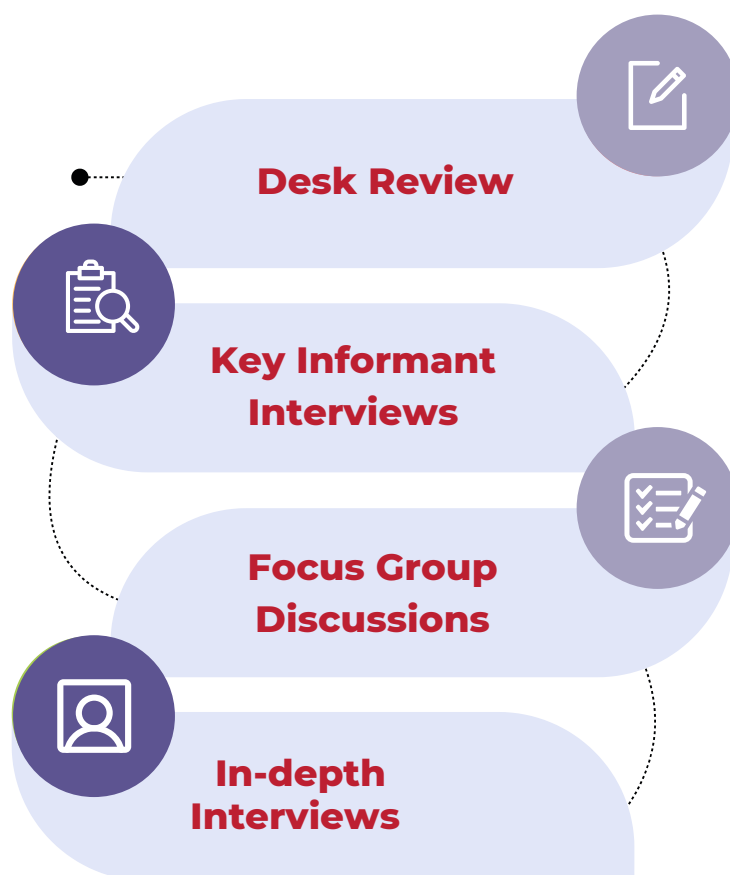 Desk Review
Key Informant
Interviews
Focus Group
Discussions
In-depth
Interviews